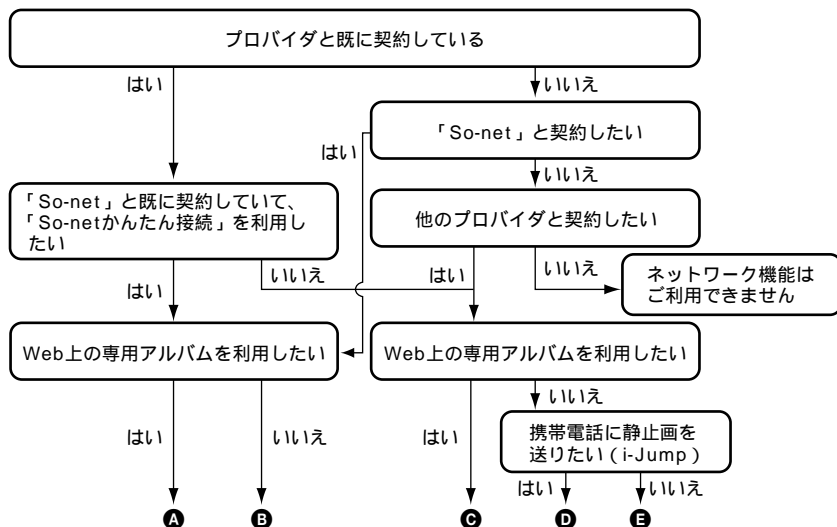 プロバイダと既に契約している
はい
いいえ
「So-net」と契約したい
はい
いいえ
「So-net」と既に契約していて、
「So-netかんたん接続」を利用し
たい
他のプロバイダと契約したい
はい
いいえ
はい
いいえ
ネットワーク機能は
ご利用できません
Web上の専用アルバムを利用したい
Web上の専用アルバムを利用したい
はい
いいえ
はい
いいえ
携帯電話に静止画を
送りたい（i-Jump）
はい
いいえ
A
B
C
D
E